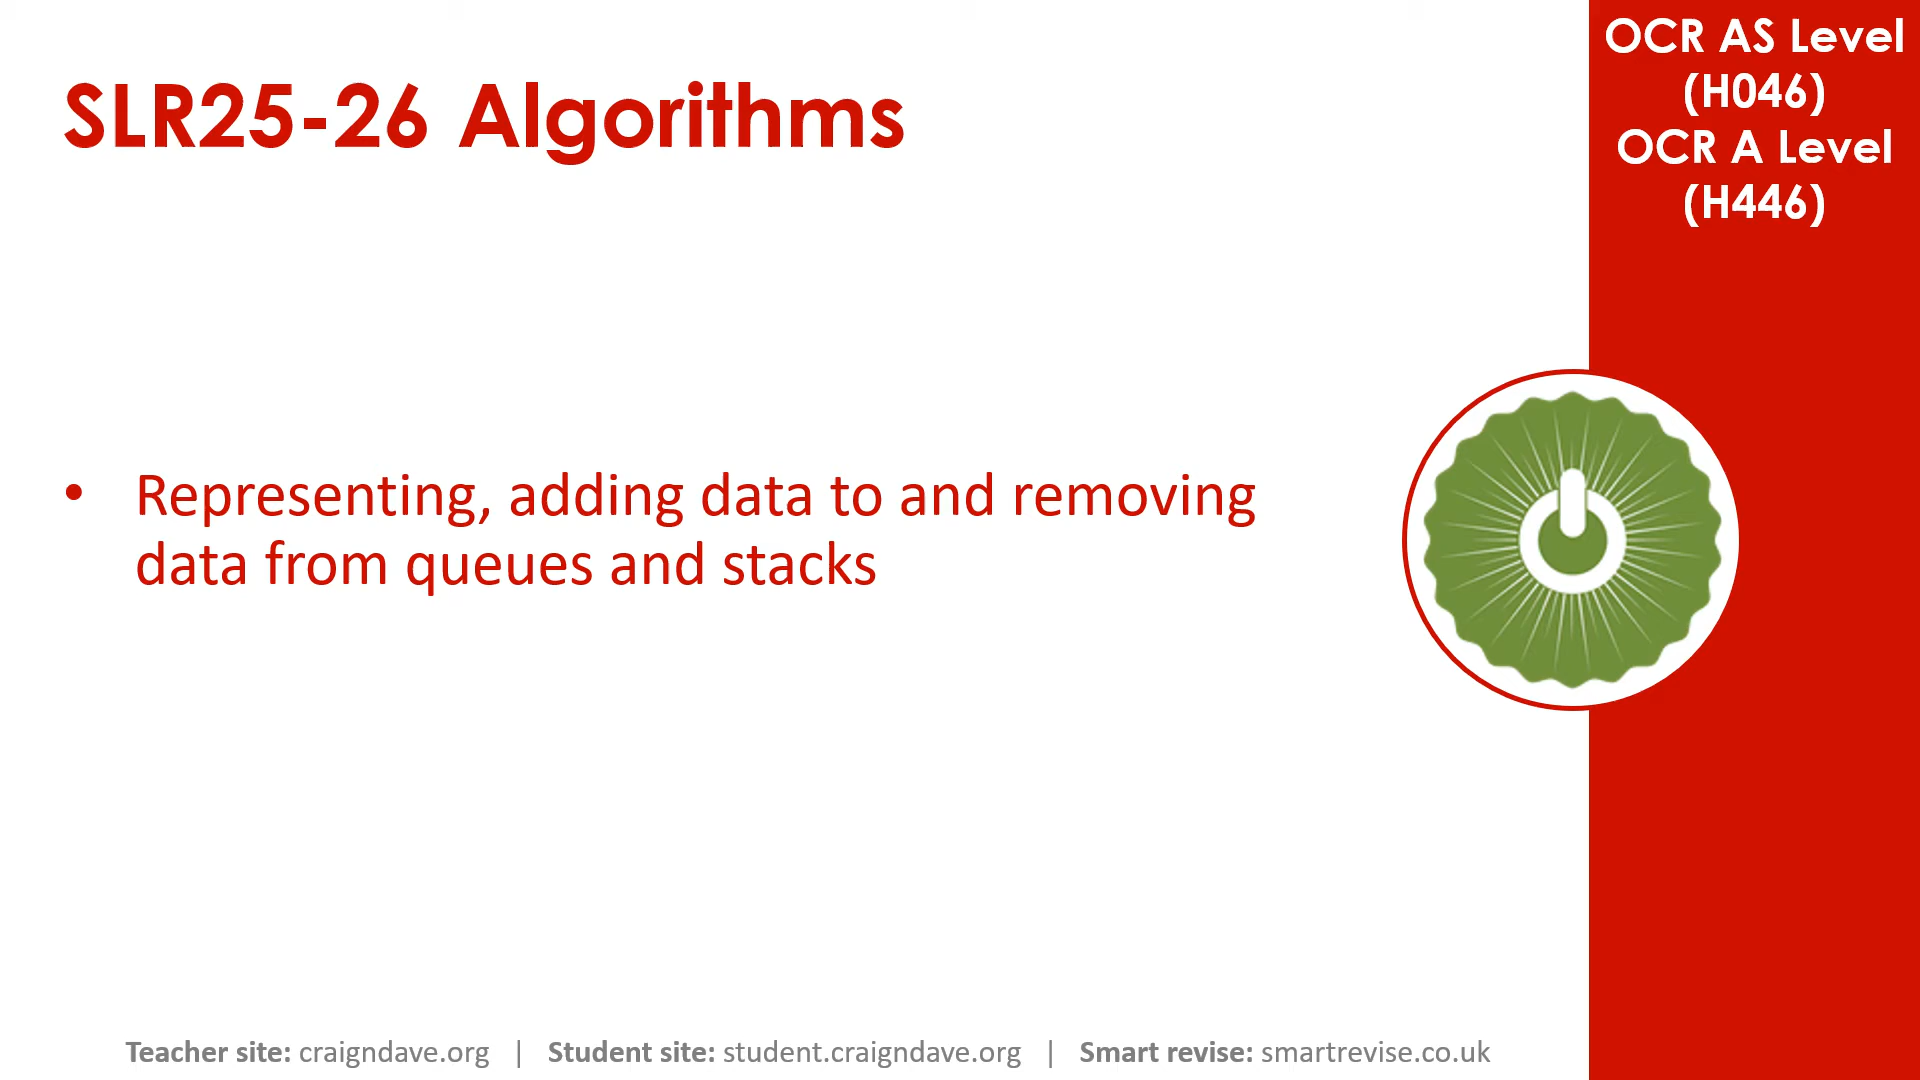 SLR25-26 Algorithms
OCR AS Level
(H046)
OCR A Level
(H446)
• Representing, adding data to and removing
data from queues and stacks
Teacher site: craigndave.org | Student site: student.craigndave.org | Smart revise: smartrevise.co.uk